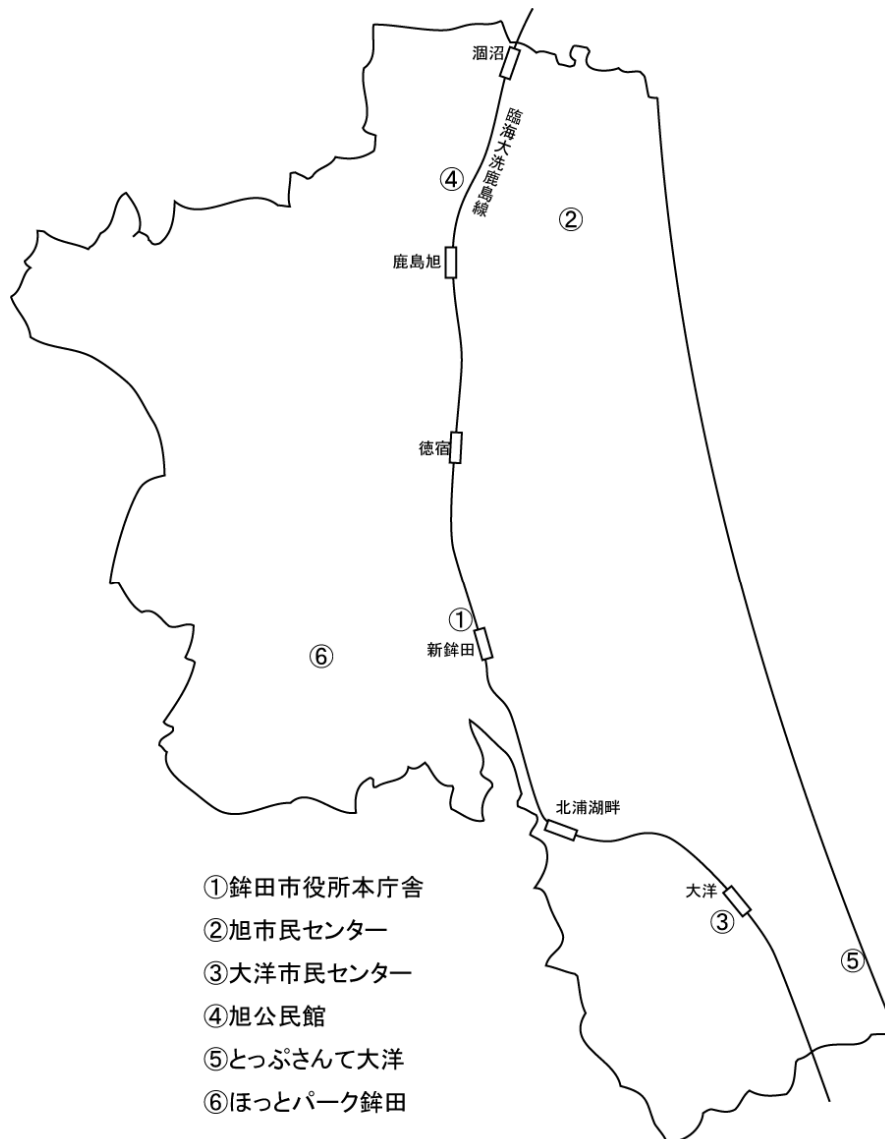 涸沼
臨海大洗鹿島線
④
②
鹿島旭
徳宿
①
新鉾田
⑥
北浦湖畔
大洋
③
⑤
①鉾田市役所本庁舎
②旭市民センター
③大洋市民センター
④旭公民館
⑤とっぷさんて大洋
⑥ほっとパーク鉾田